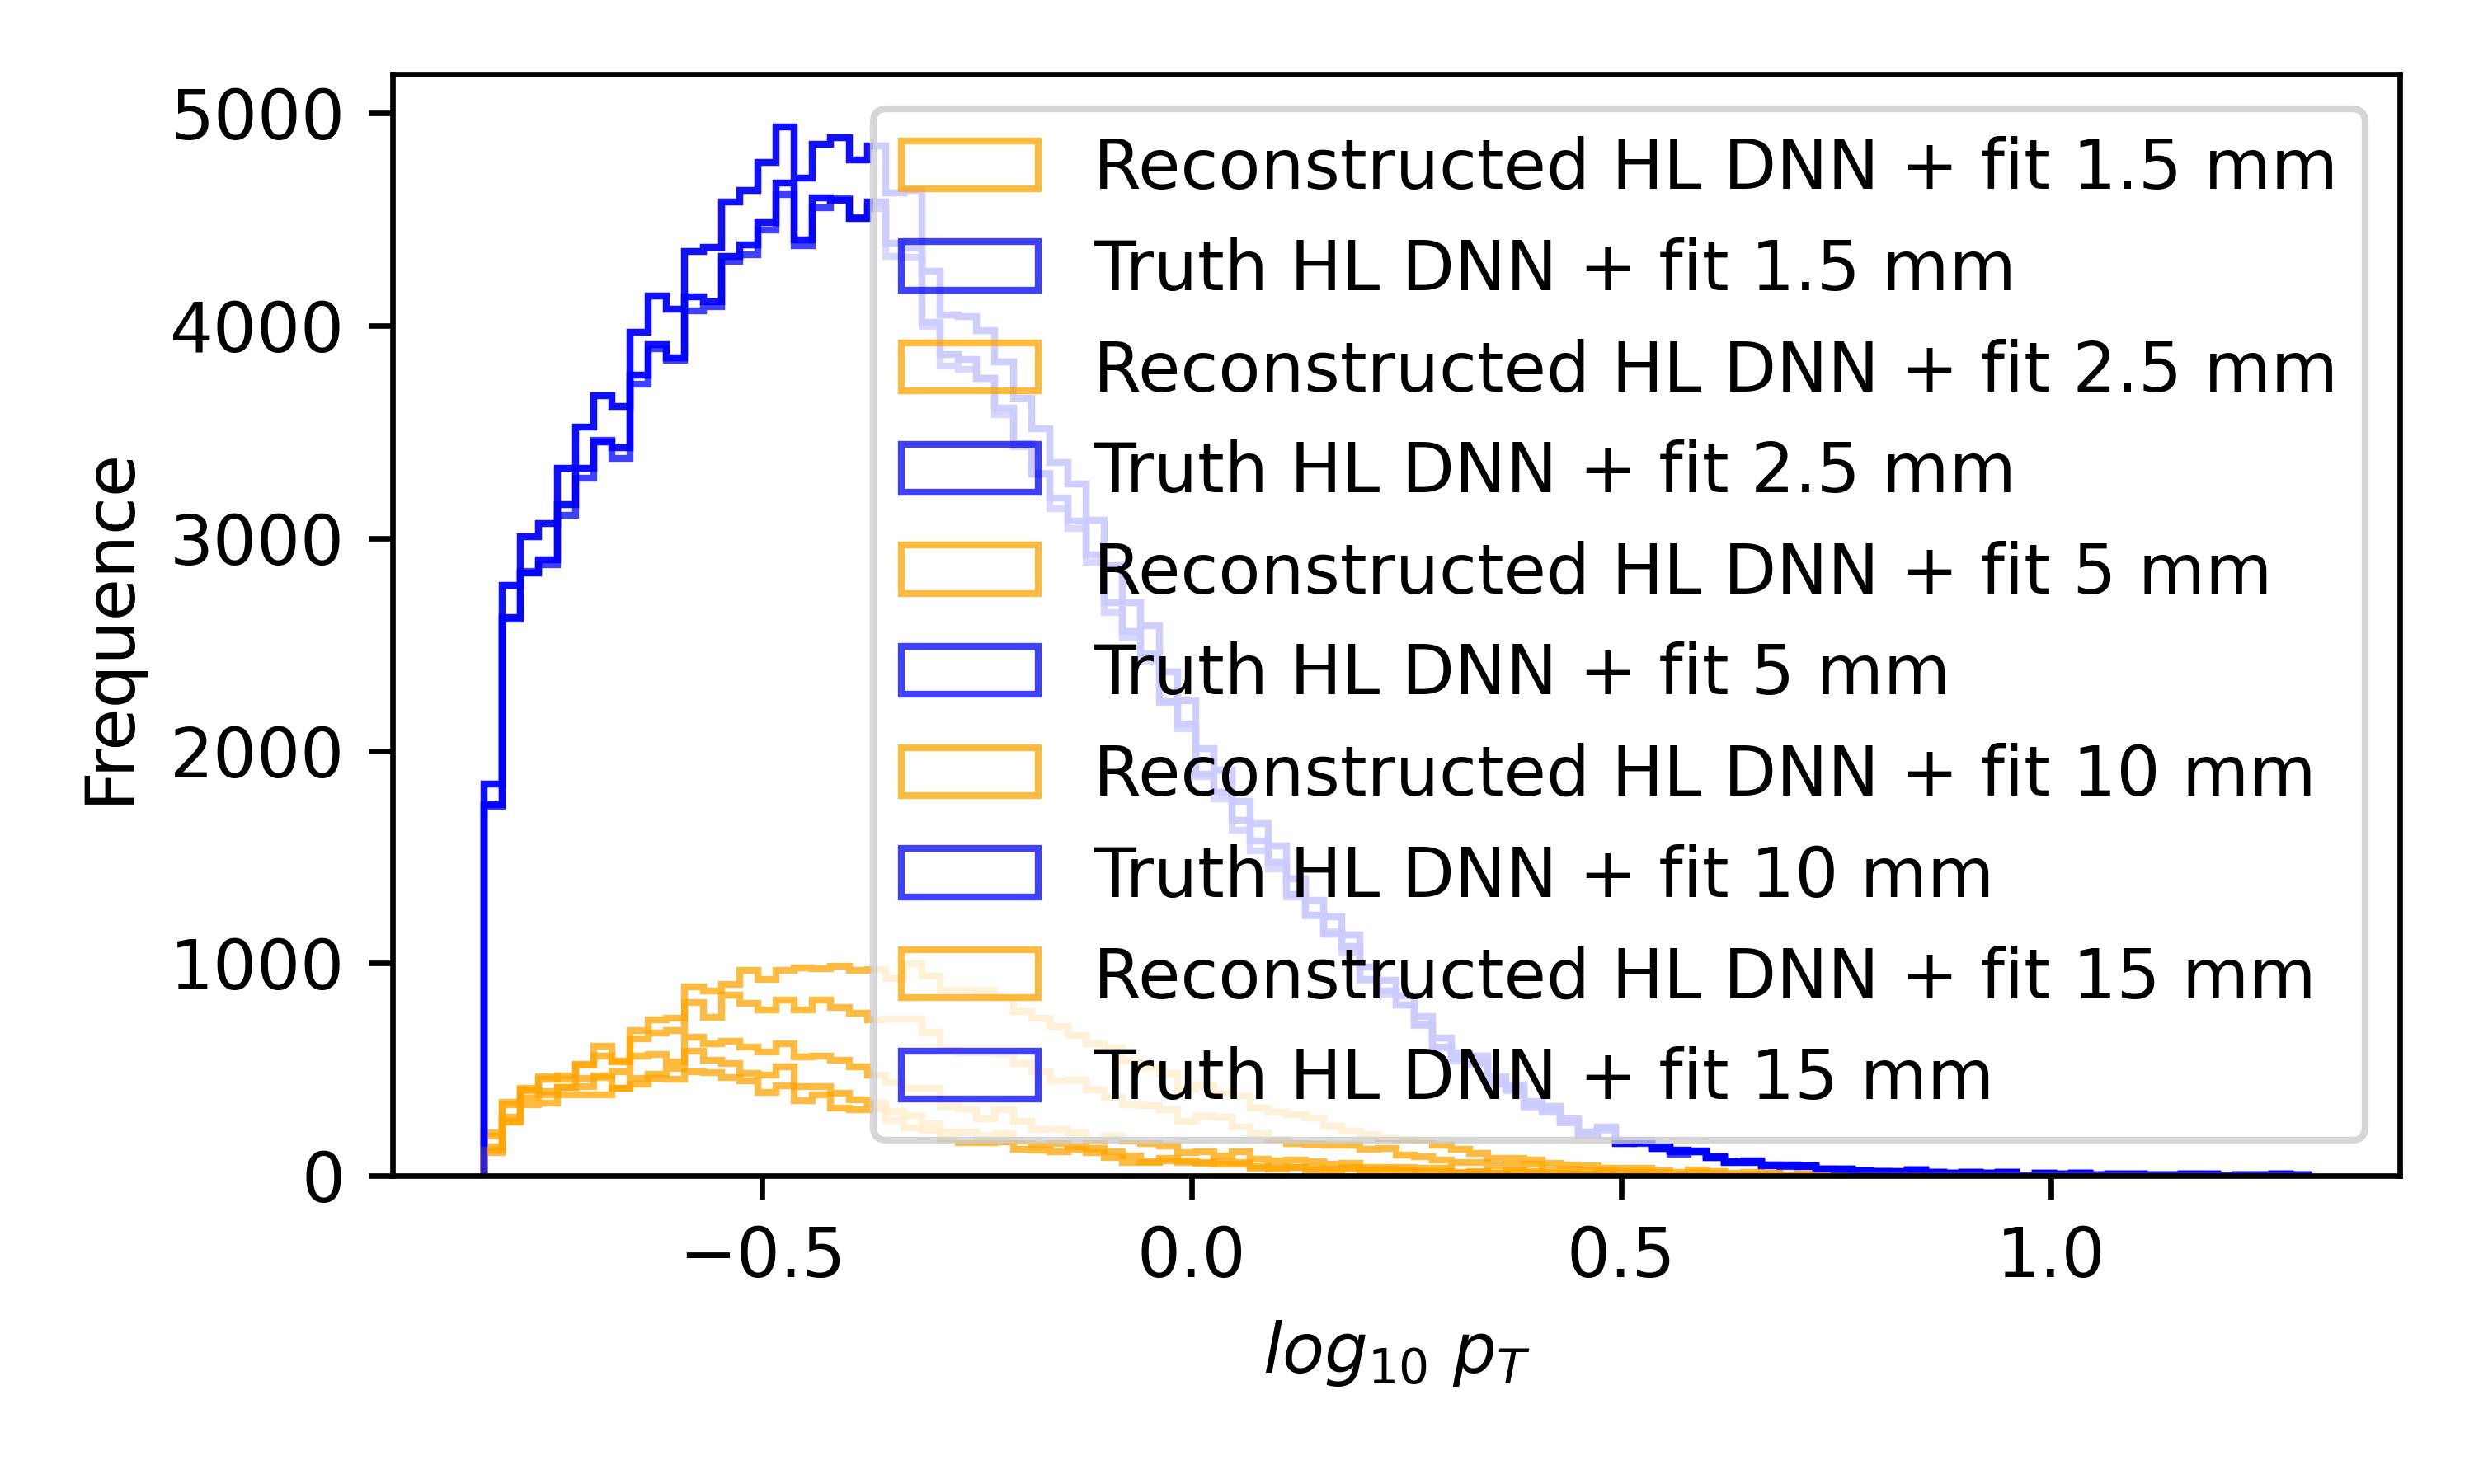 5000
4000
3000
2000
1000
0
Frequence
Reconstructed HL DNN + fit 1.5 mm
Truth HL DNN + fit 1.5 mm
Reconstructed HL DNN + fit 2.5 mm
Truth HL DNN + fit 2.5 mm
Reconstructed HL DNN + fit 5 mm
Truth HL DNN + fit 5 mm
Reconstructed HL DNN + fit 10 mm
Truth HL DNN + fit 10 mm
Reconstructed HL DNN + fit 15 mm
Truth HL DNN + fit 15 mm
−0.5 0.0 0.5 1.0
log₁₀ p_T